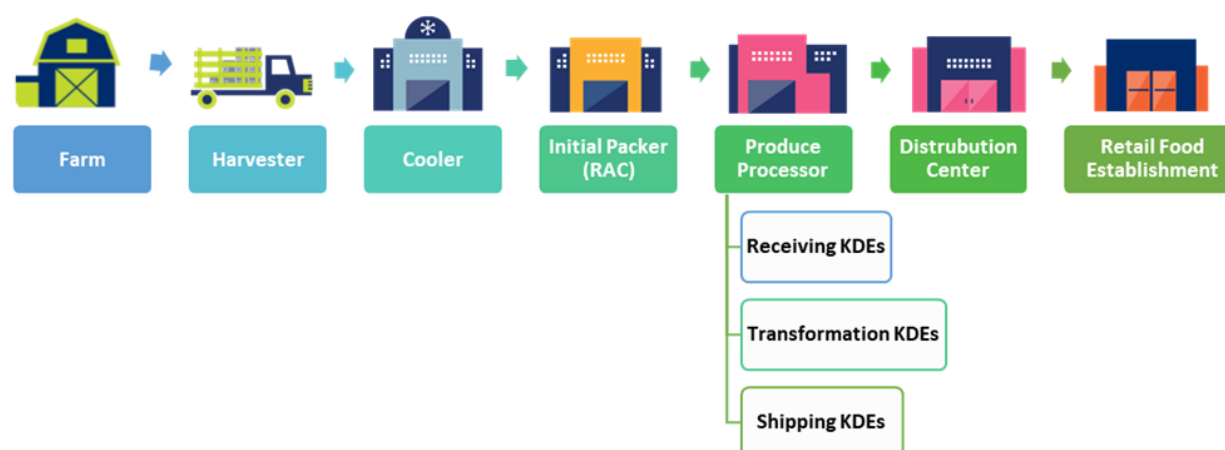 Farm
Harvester
Cooler
Initial Packer
(RAC)
Produce
Processor
Distrubution
Center
Retail Food
Establishment
Receiving KDEs
Transformation KDEs
Shipping KDEs